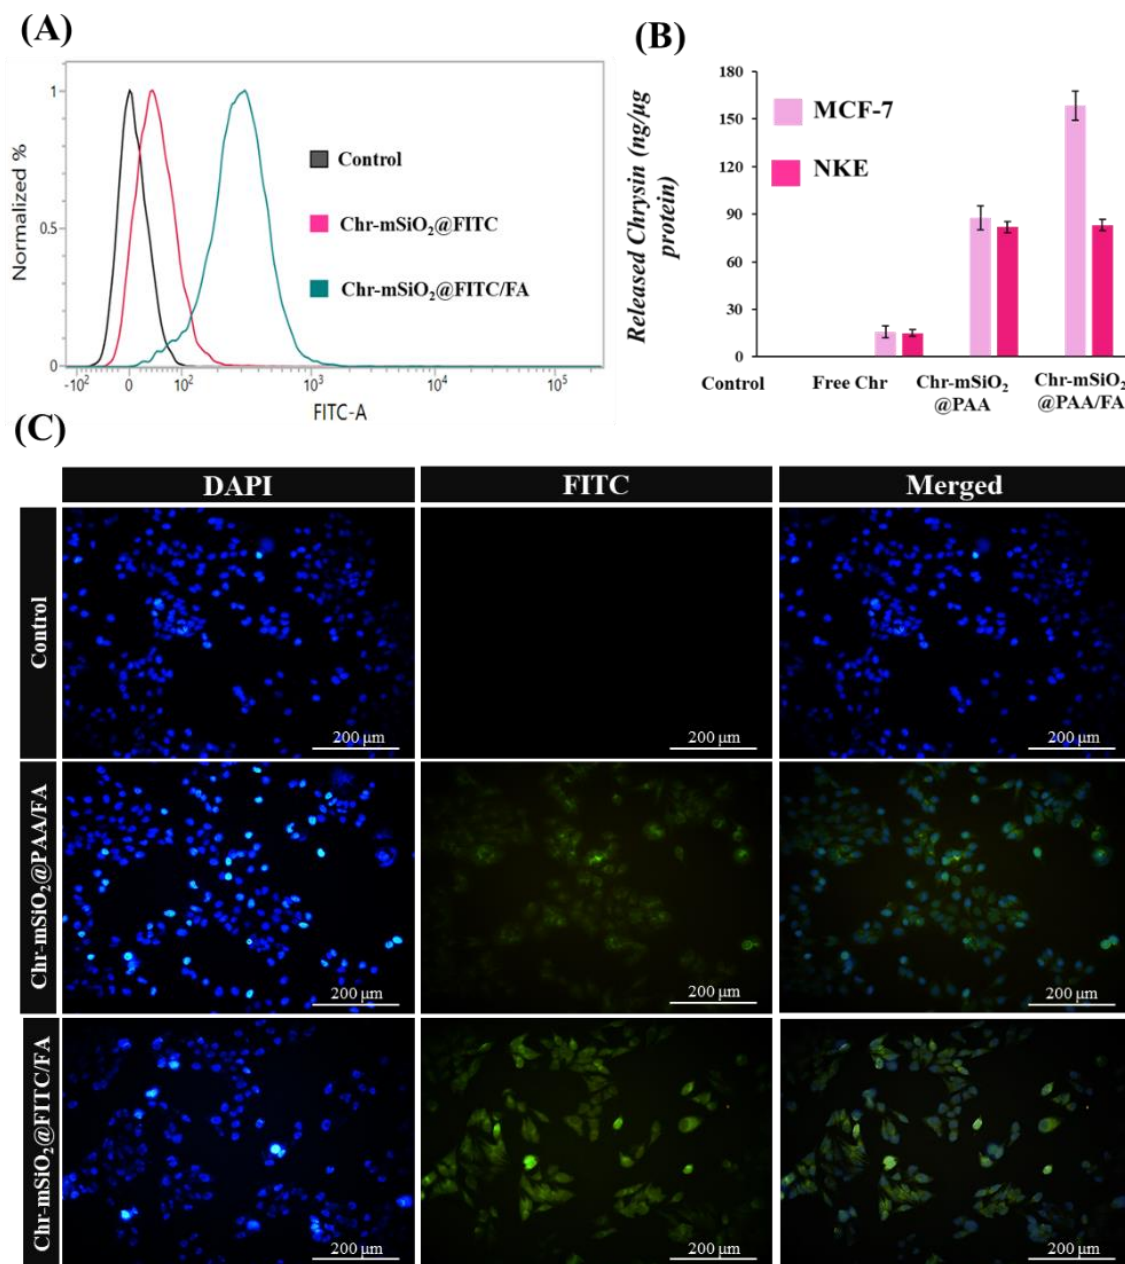 (A)
1
0.5
0
Normalized %
-10²
0
10²
10³
10⁴
10⁵
FITC-A
Control
Chr-mSiO₂@FITC
Chr-mSiO₂@FITC/FA
(B)
180
150
120
90
60
30
0
Released Chrysin (ng/µg
protein)
MCF-7
NKE
Control
Free Chr
Chr-mSiO₂
@PAA
Chr-mSiO₂
@PAA/FA
(C)
DAPI
FITC
Merged
Control
200 µm
200 µm
200 µm
Chr-mSiO₂@PAA/FA
200 µm
200 µm
200 µm
Chr-mSiO₂@FITC/FA
200 µm
200 µm
200 µm